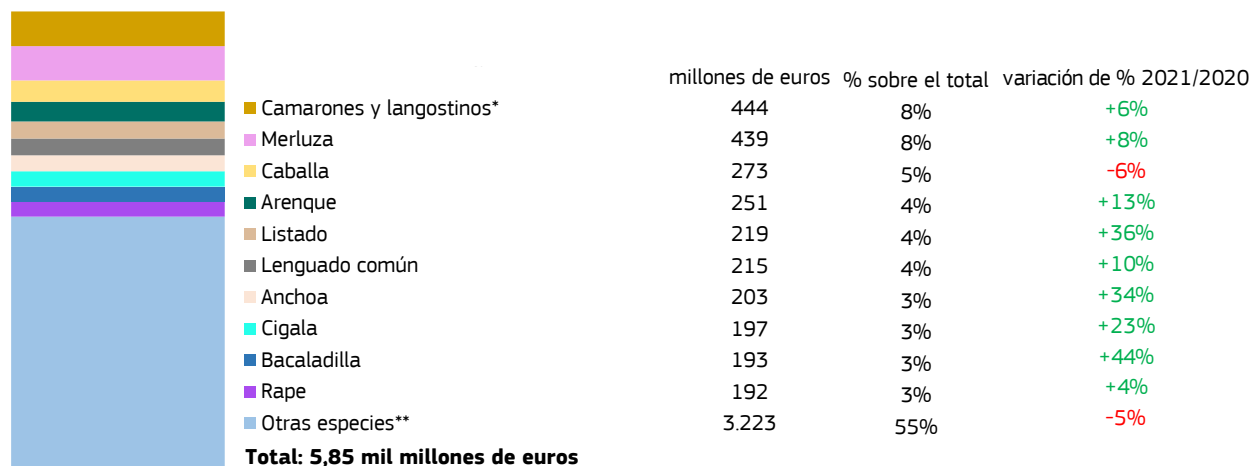 millones de euros % sobre el total variación de % 2021/2020
Camarones y langostinos* 444 8% +6%
Merluza 439 8% +8%
Caballa 273 5% -6%
Arenque 251 4% +13%
Listado 219 4% +36%
Lenguado común 215 4% +10%
Anchoa 203 3% +34%
Cigala 197 3% +23%
Bacaladilla 193 3% +44%
Rape 192 3% +4%
Otras especies** 3.223 55% -5%
Total: 5,85 mil millones de euros